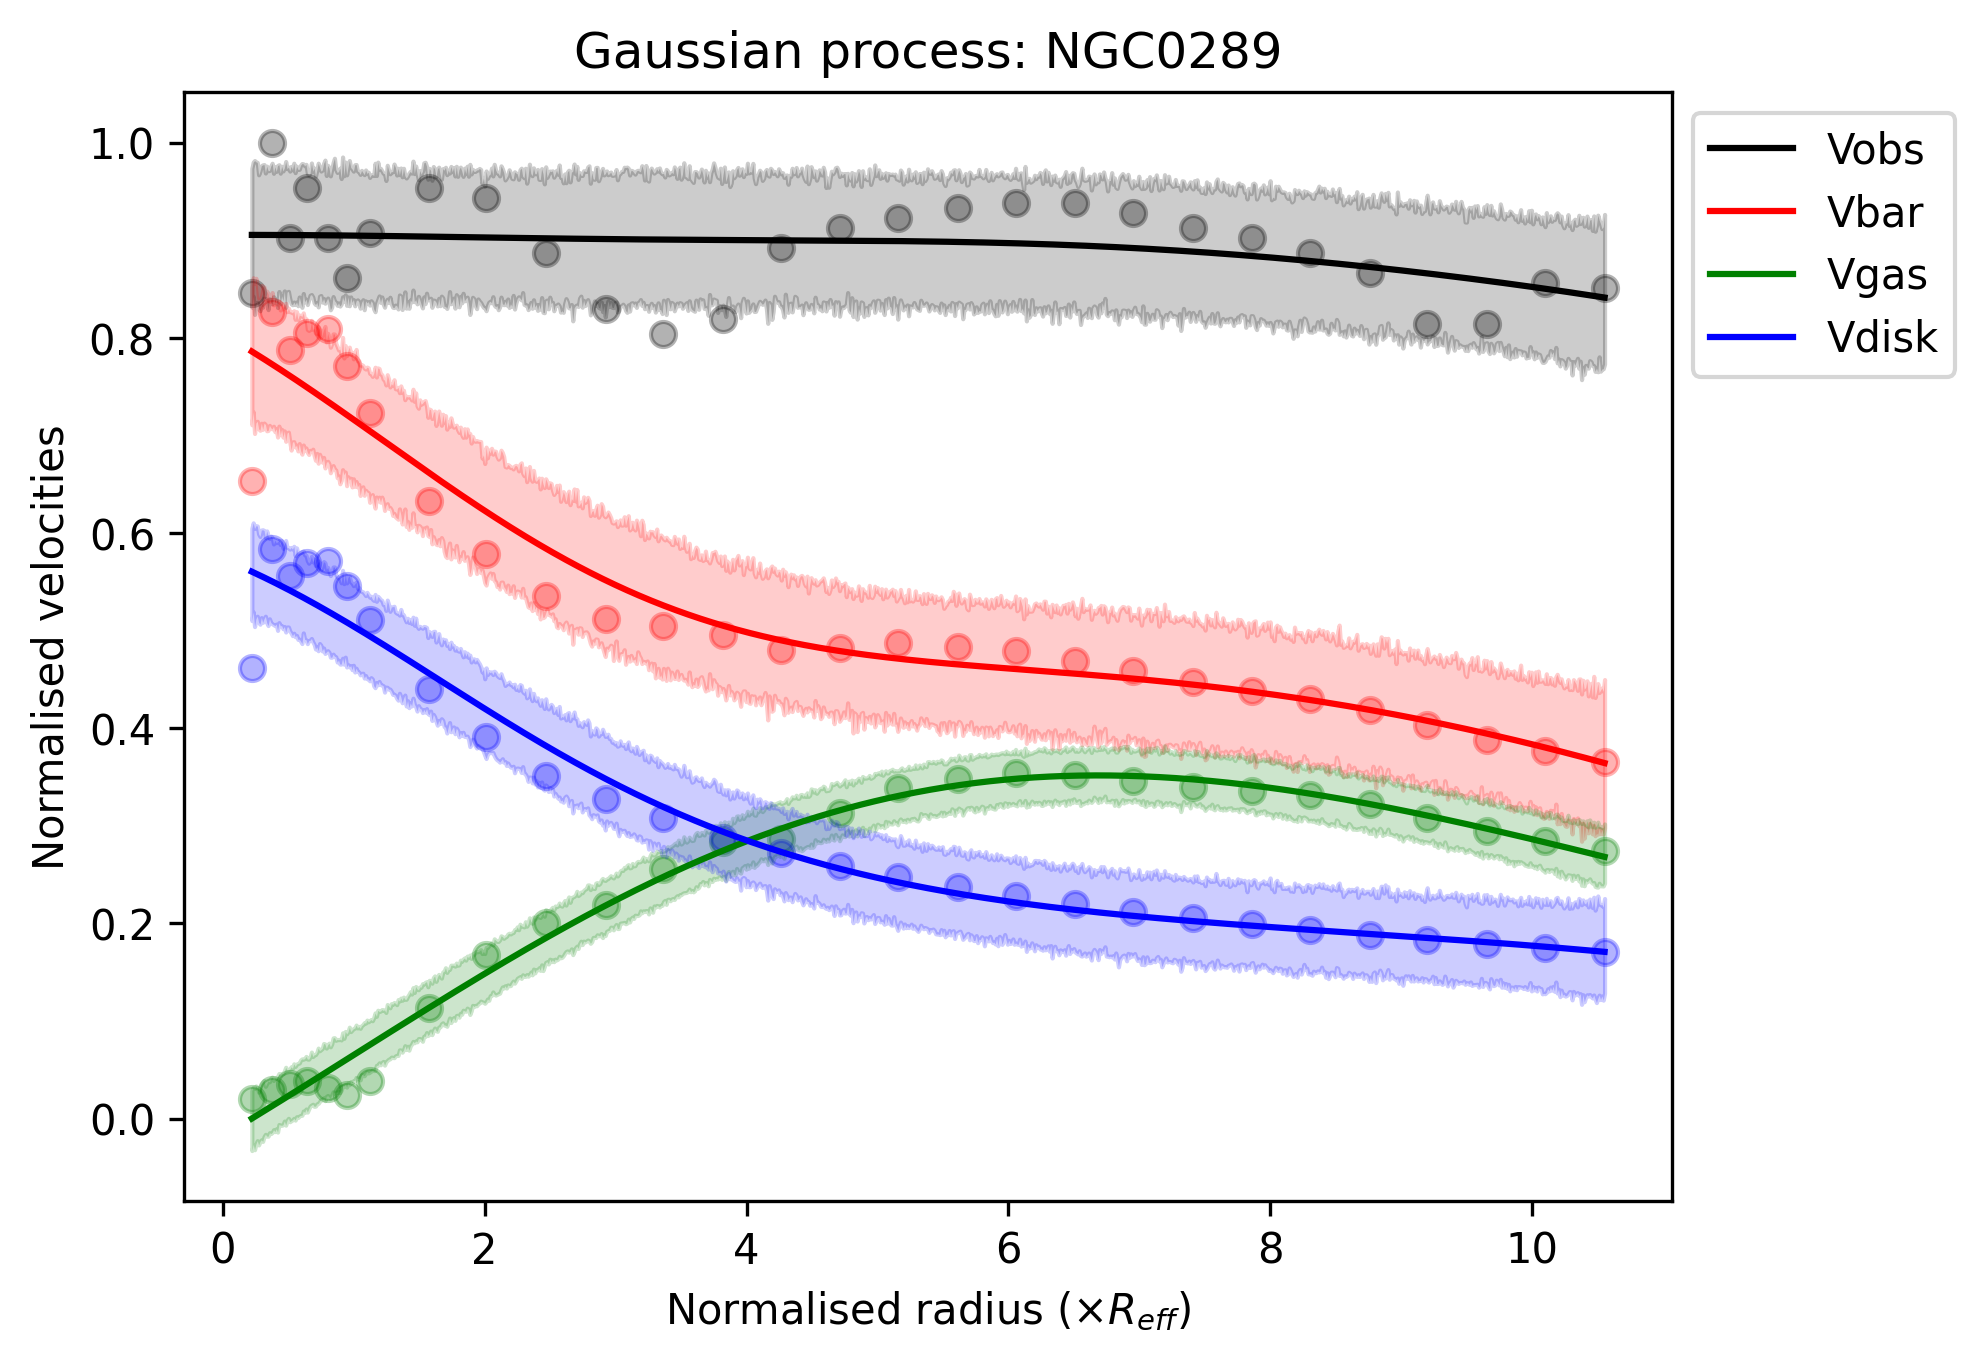 Gaussian process: NGC0289
1.0
0.8
0.6
0.4
0.2
0.0
Normalised velocities
0 2 4 6 8 10
Normalised radius (×R_eff)
Vobs
Vbar
Vgas
Vdisk